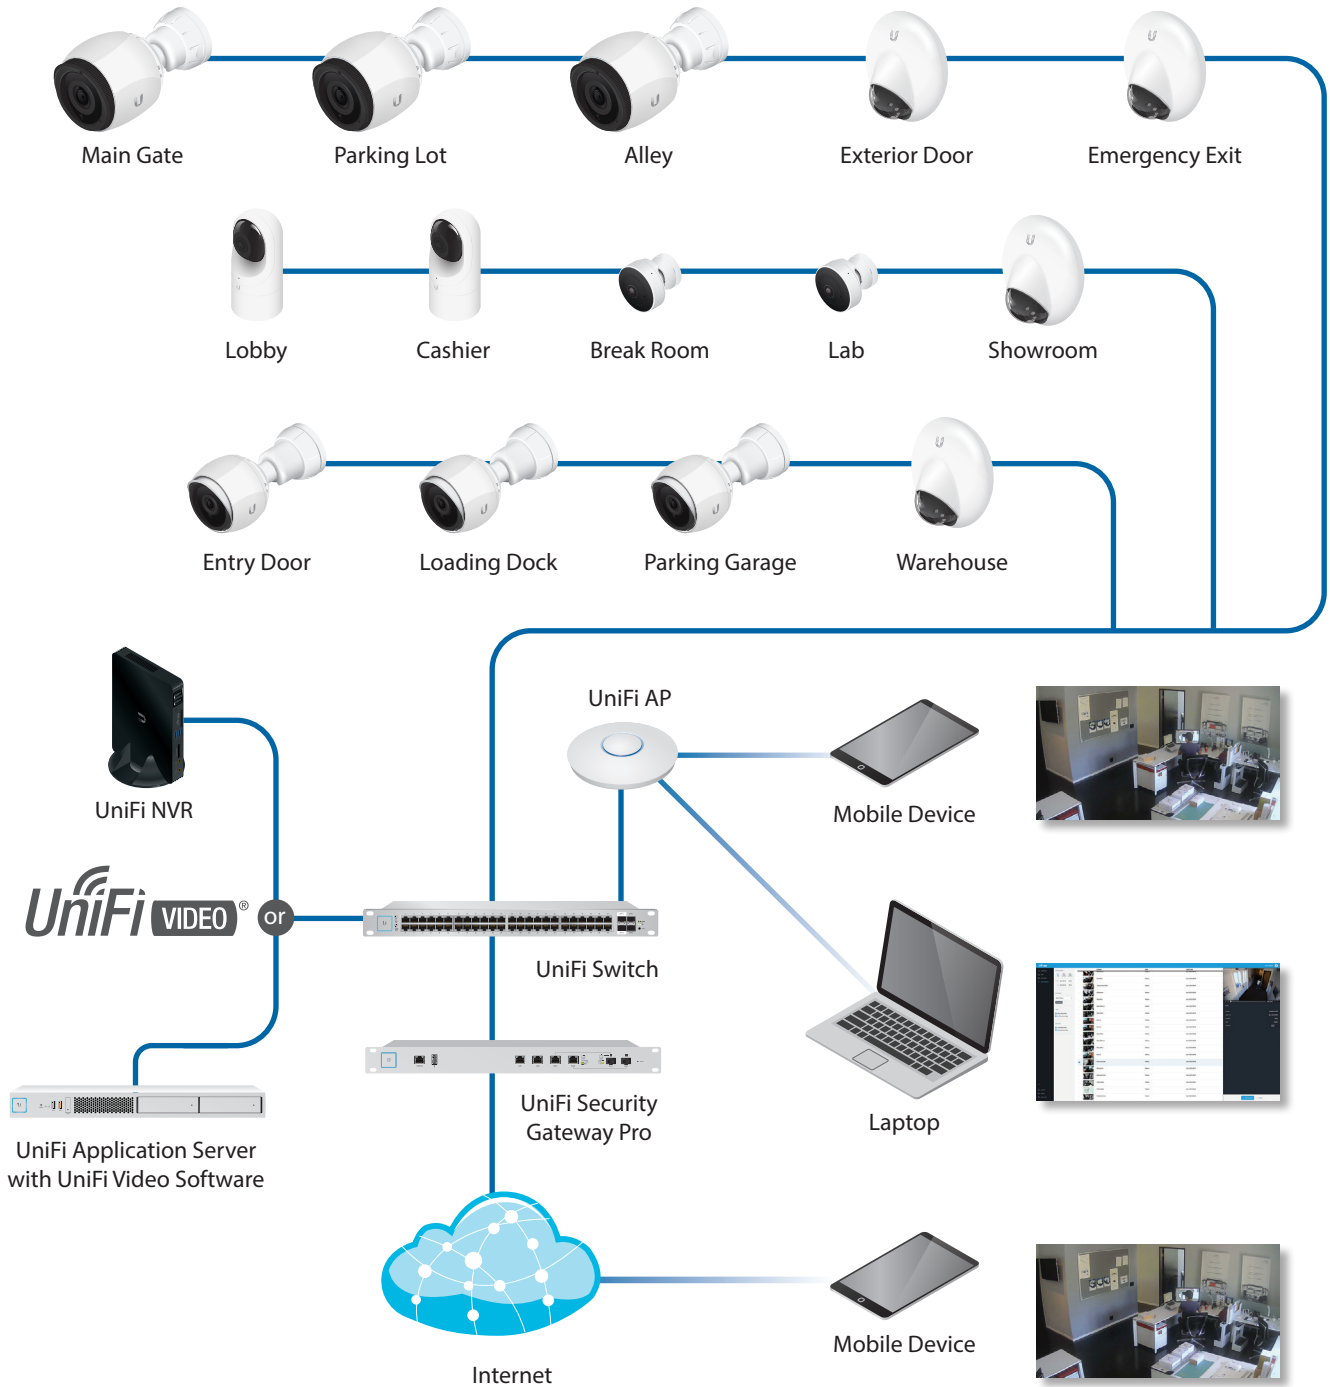 Main Gate
Parking Lot
Alley
Exterior Door
Emergency Exit
Lobby
Cashier
Break Room
Lab
Showroom
Entry Door
Loading Dock
Parking Garage
Warehouse
UniFi NVR
UniFi AP
Mobile Device
UniFi VIDEO®
or
UniFi Switch
UniFi Security
Gateway Pro
Laptop
UniFi Application Server
with UniFi Video Software
Internet
Mobile Device